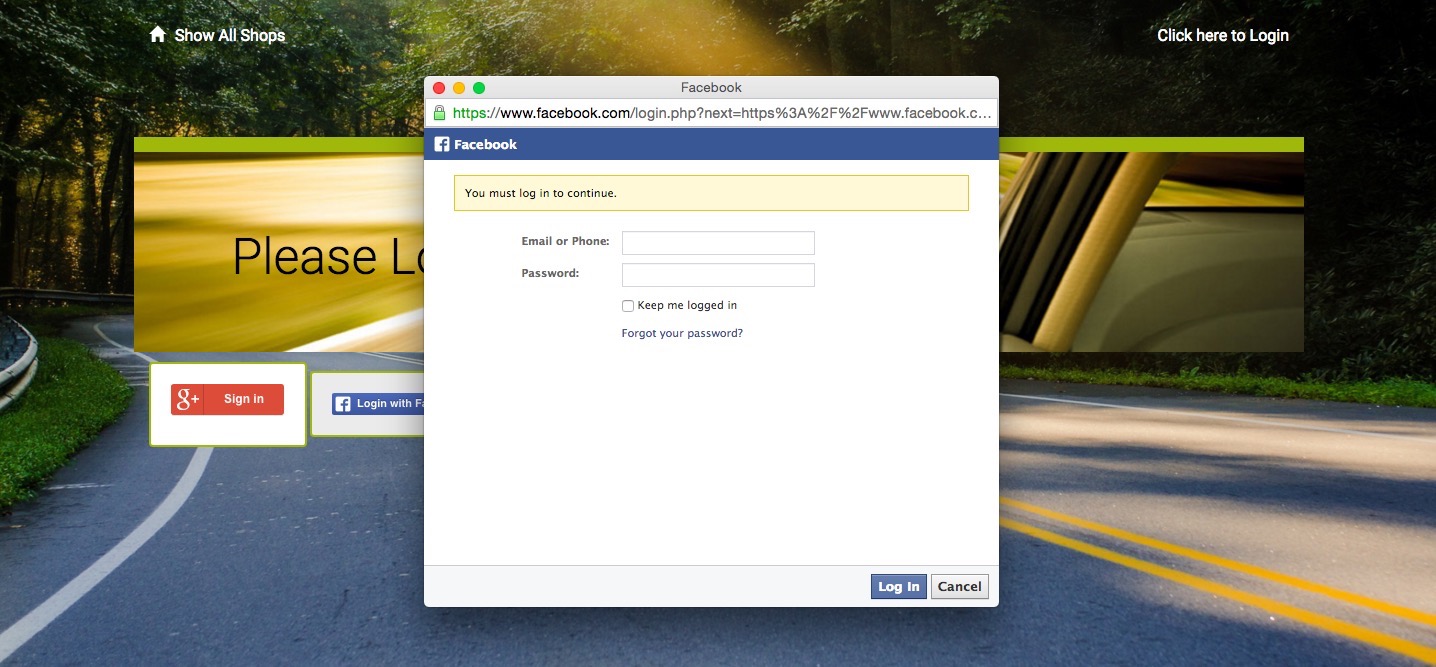 Show All Shops
Click here to Login
Facebook
https://www.facebook.com/login.php?next=https%3A%2F%2Fwww.facebook.c...
Facebook
You must log in to continue.
Email or Phone:
Password:
Keep me logged in
Forgot your password?
Please Lo
g+ Sign in
Login with Fa
Log In
Cancel